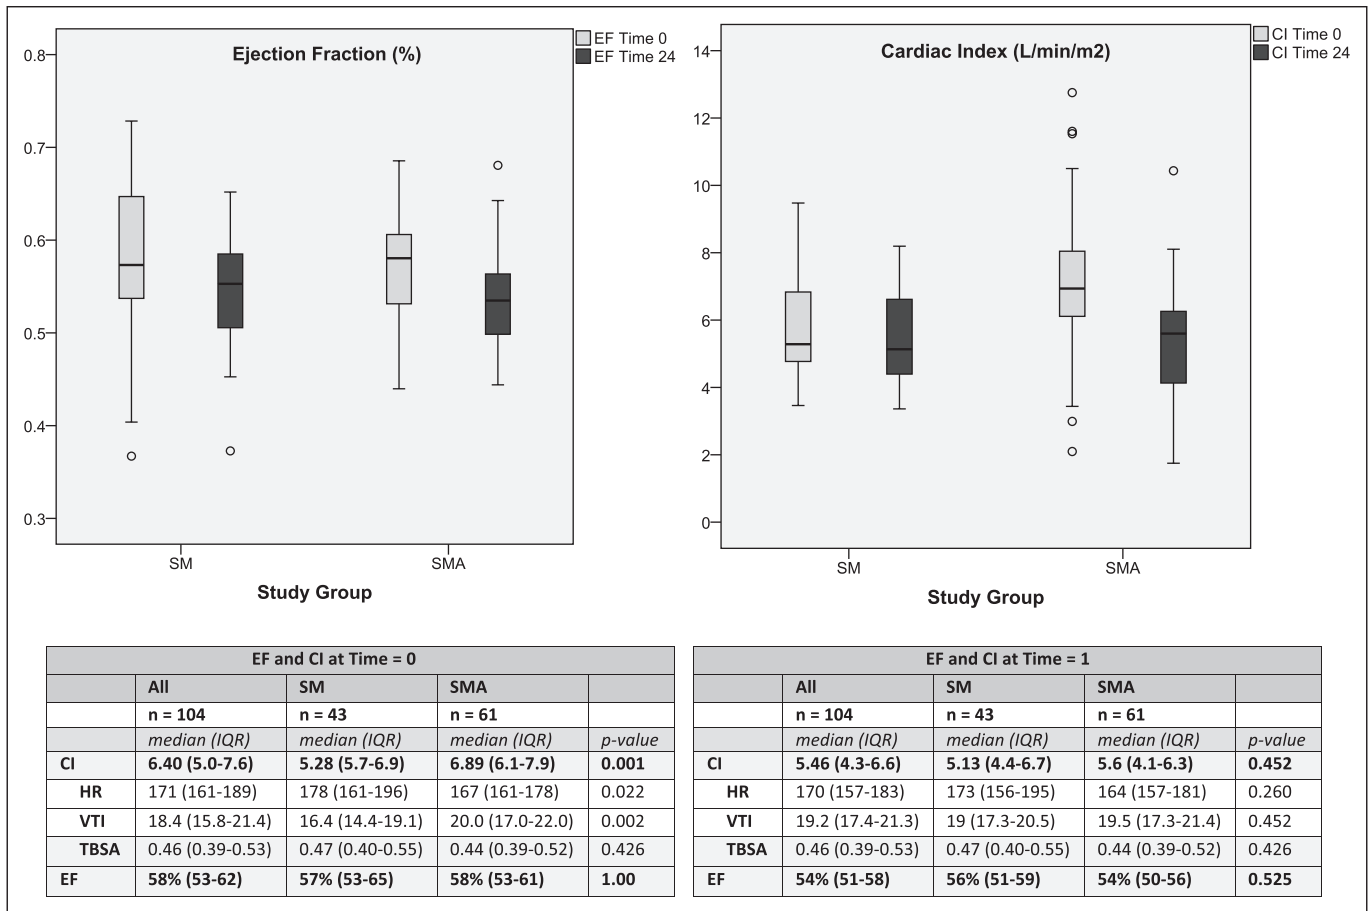 Ejection Fraction (%)
EF Time 0
EF Time 24
0.8
0.7
0.6
0.5
0.4
0.3
SM
SMA
Study Group
Cardiac Index (L/min/m2)
CI Time 0
CI Time 24
14
12
10
8
6
4
2
0
SM
SMA
Study Group
EF and CI at Time = 0
All SM SMA
n = 104 n = 43 n = 61
median (IQR) median (IQR) median (IQR) p-value
CI 6.40 (5.0-7.6) 5.28 (5.7-6.9) 6.89 (6.1-7.9) 0.001
HR 171 (161-189) 178 (161-196) 167 (161-178) 0.022
VTI 18.4 (15.8-21.4) 16.4 (14.4-19.1) 20.0 (17.0-22.0) 0.002
TBSA 0.46 (0.39-0.53) 0.47 (0.40-0.55) 0.44 (0.39-0.52) 0.426
EF 58% (53-62) 57% (53-65) 58% (53-61) 1.00
EF and CI at Time = 1
All SM SMA
n = 104 n = 43 n = 61
median (IQR) median (IQR) median (IQR) p-value
CI 5.46 (4.3-6.6) 5.13 (4.4-6.7) 5.6 (4.1-6.3) 0.452
HR 170 (157-183) 173 (156-195) 164 (157-181) 0.260
VTI 19.2 (17.4-21.3) 19 (17.3-20.5) 19.5 (17.3-21.4) 0.452
TBSA 0.46 (0.39-0.53) 0.47 (0.40-0.55) 0.44 (0.39-0.52) 0.426
EF 54% (51-58) 56% (51-59) 54% (50-56) 0.525